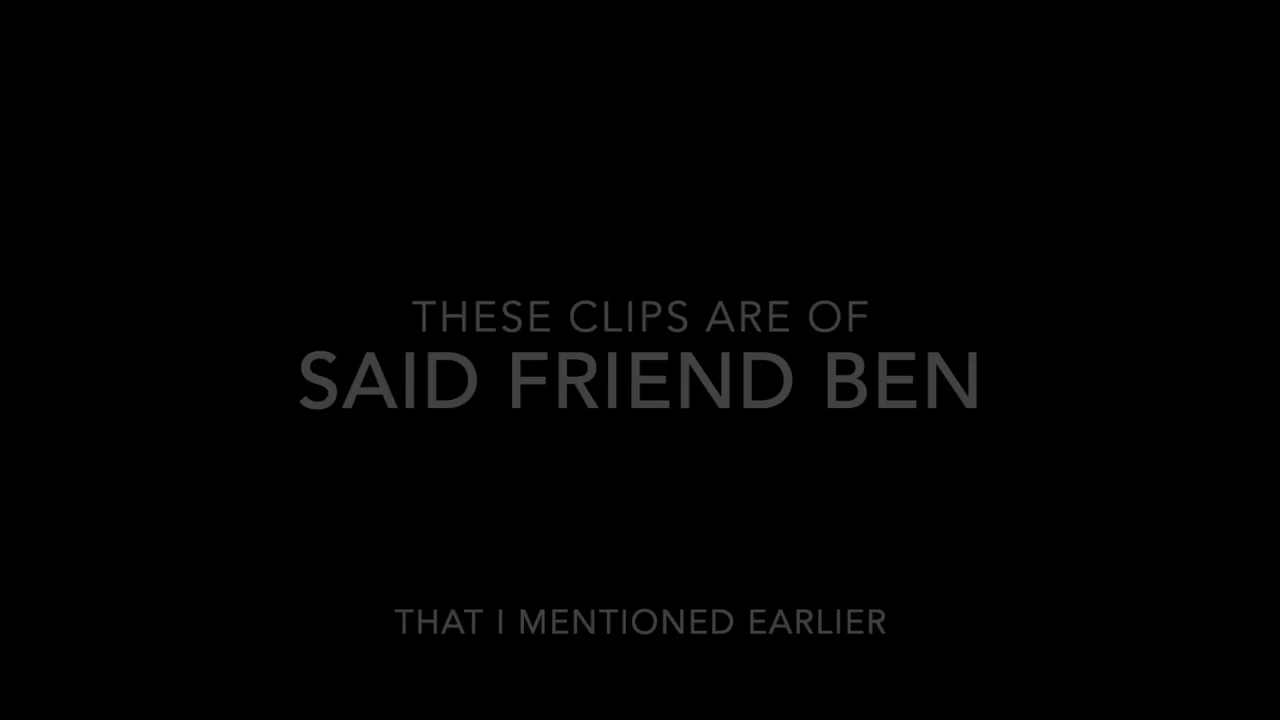 THESE CLIPS ARE OF
SAID FRIEND BEN
THAT I MENTIONED EARLIER